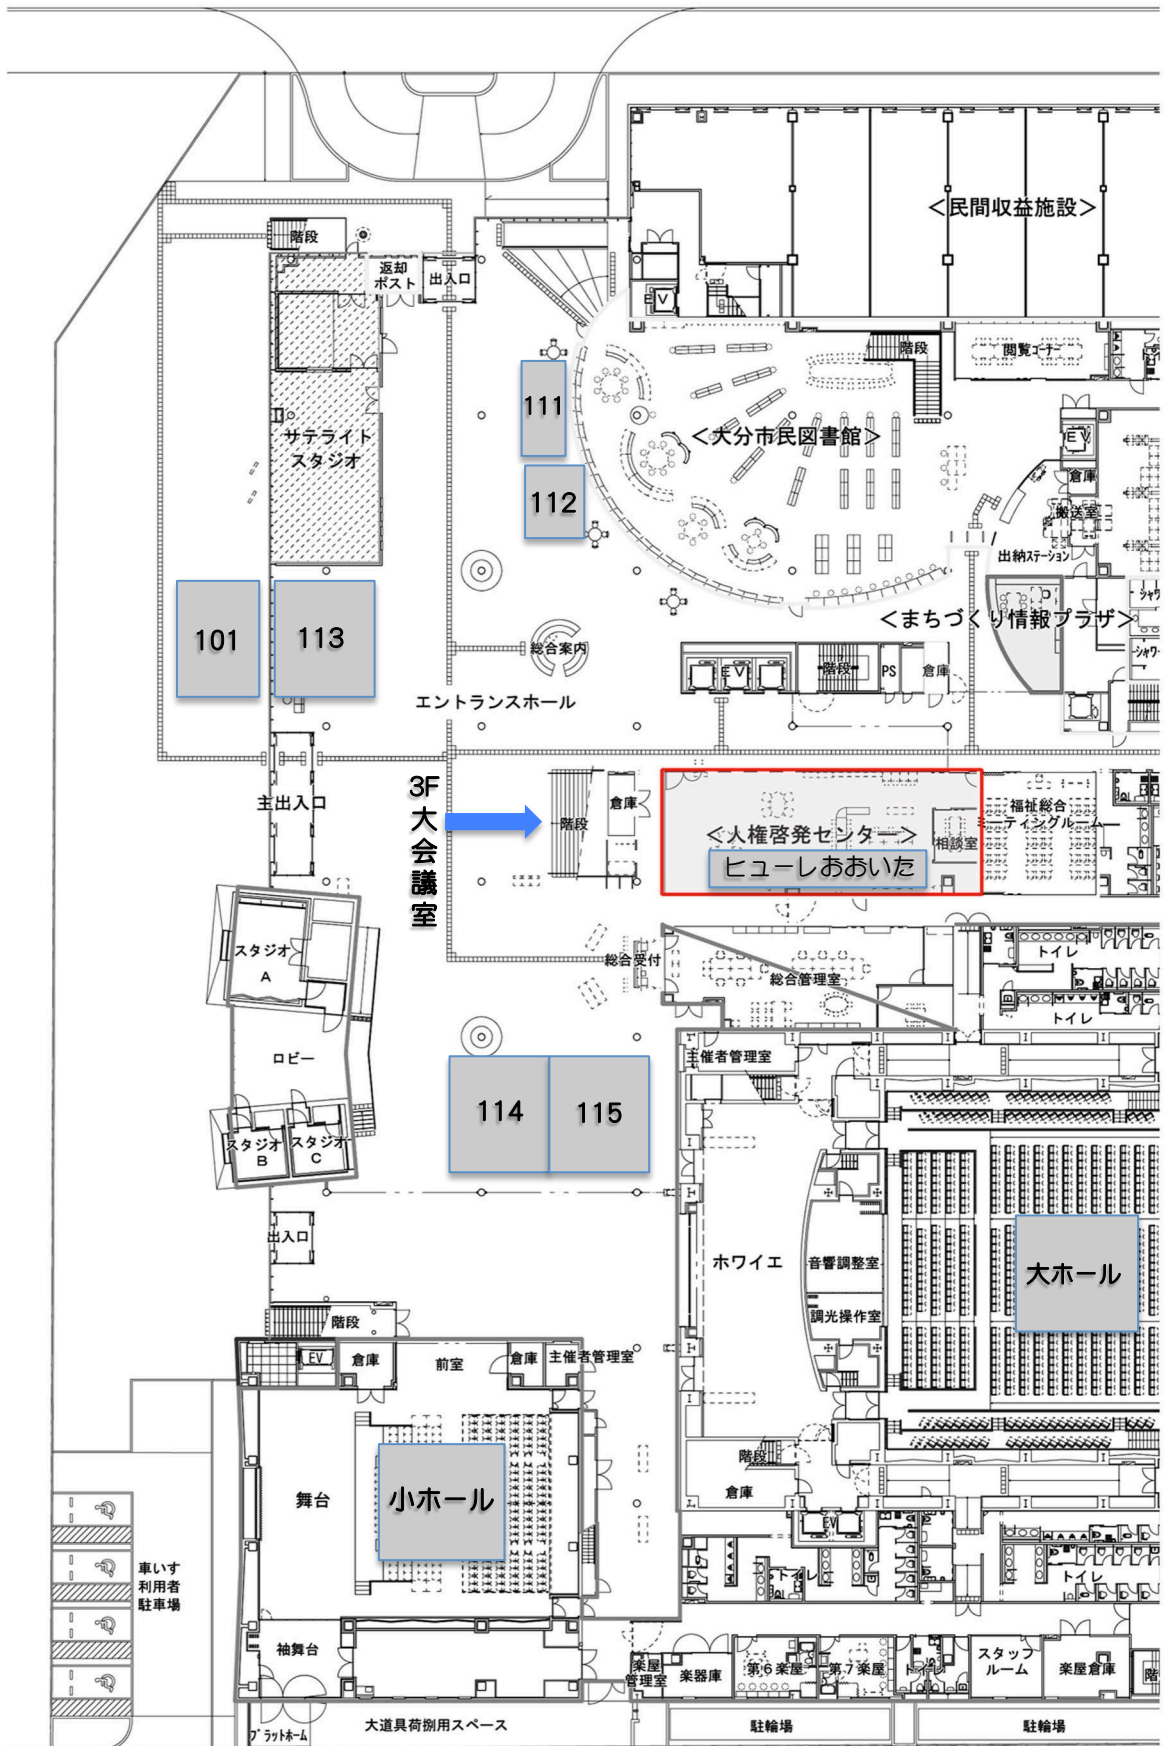 ＜民間収益施設＞
階段
返却
ポスト
出入口
EV
階段
閲覧コーナー
111
サテライト
スタジオ
＜大分市民図書館＞
EV
倉庫
112
搬送室
出納ステーション
シャワ
101
113
＜まちづくり情報プラザ＞
総合案内
シャワー
EV
階段
PS
倉庫
エントランスホール
3F
大
会
議
室
主出入口
倉庫
階段
＜人権啓発センター＞
相談室
ヒューレおおいた
福祉総合
ミーティングルーム
スタジオ
A
総合受付
総合管理室
トイレ
トイレ
ロビー
主催者管理室
114
115
スタジオ
B
スタジオ
C
出入口
ホワイエ
音響調整室
大ホール
調光操作室
階段
EV
倉庫
前室
倉庫
主催者管理室
階段
倉庫
舞台
小ホール
EV
トイレ
トイレ
車いす
利用者
駐車場
袖舞台
楽屋
管理室
楽器庫
第６楽屋
第７楽屋
トイレ
スタッフ
ルーム
楽屋倉庫
階
プラットホーム
大道具荷捌用スペース
駐輪場
駐輪場